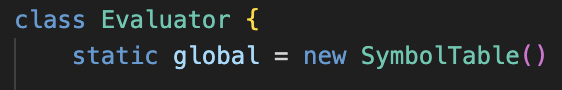 class Evaluator {
    static global = new SymbolTable()